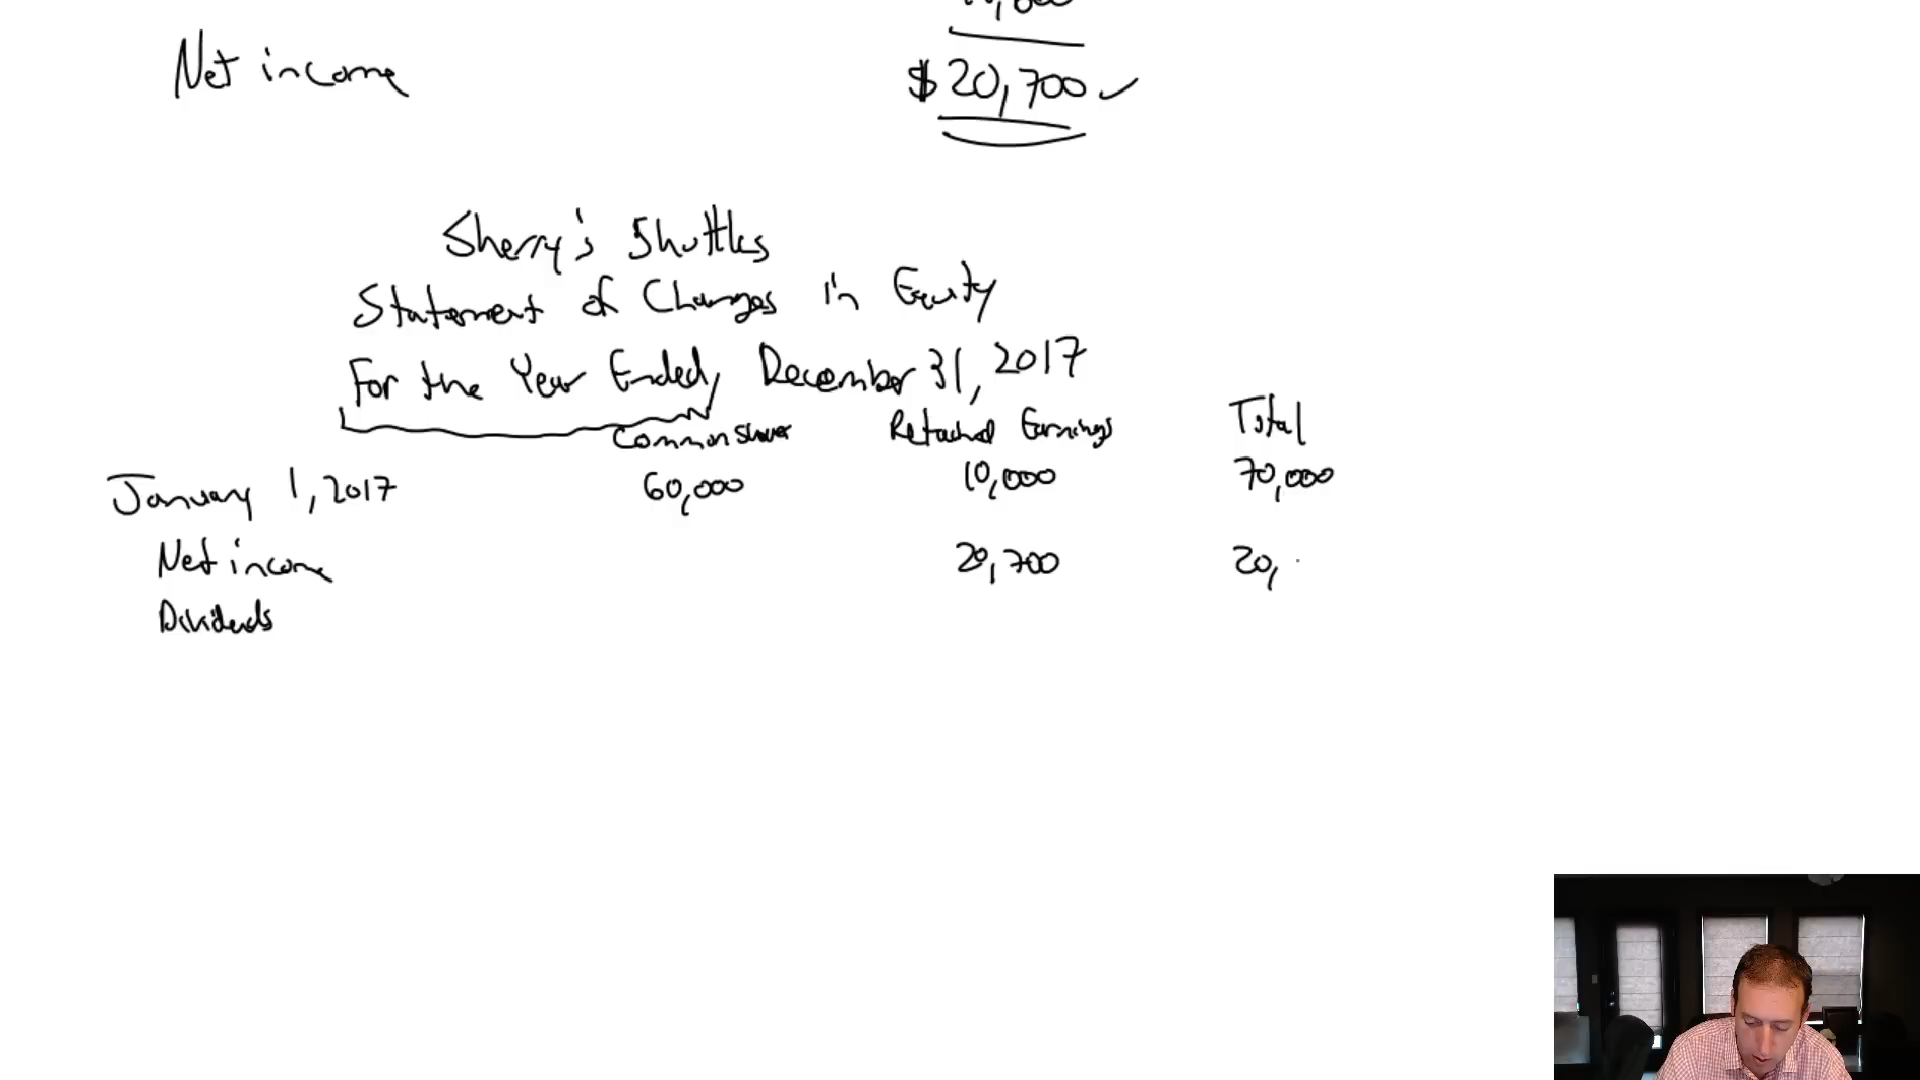 Net income $20,700
Sherry's Shuttles
Statement of Changes in Equity
For the Year Ended, December 31, 2017
Common Shares Retained Earnings Total
January 1, 2017 60,000 10,000 70,000
Net income 20,700 20,
Dividends